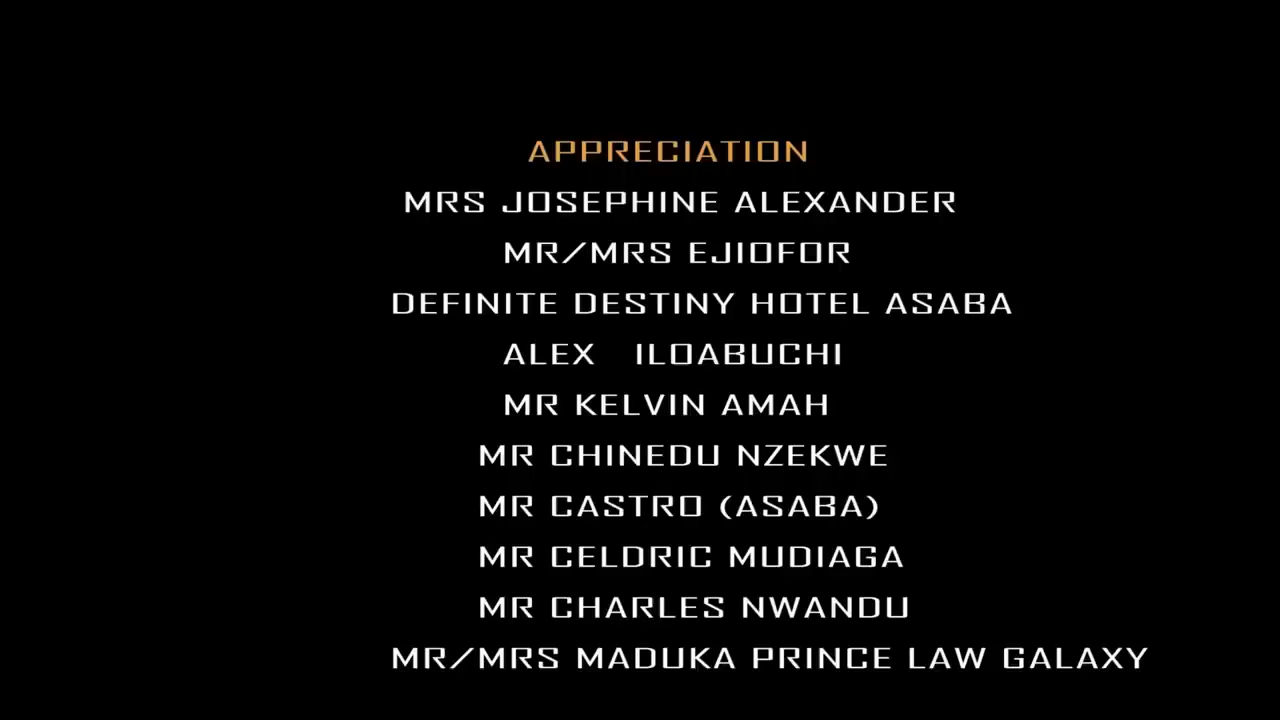 APPRECIATION
MRS JOSEPHINE ALEXANDER
MR/MRS EJIOFOR
DEFINITE DESTINY HOTEL ASABA
ALEX ILOABUCHI
MR KELVIN AMAH
MR CHINEDU NZEKWE
MR CASTRO (ASABA)
MR CELDRIC MUDIAGA
MR CHARLES NWANDU
MR/MRS MADUKA PRINCE LAW GALAXY